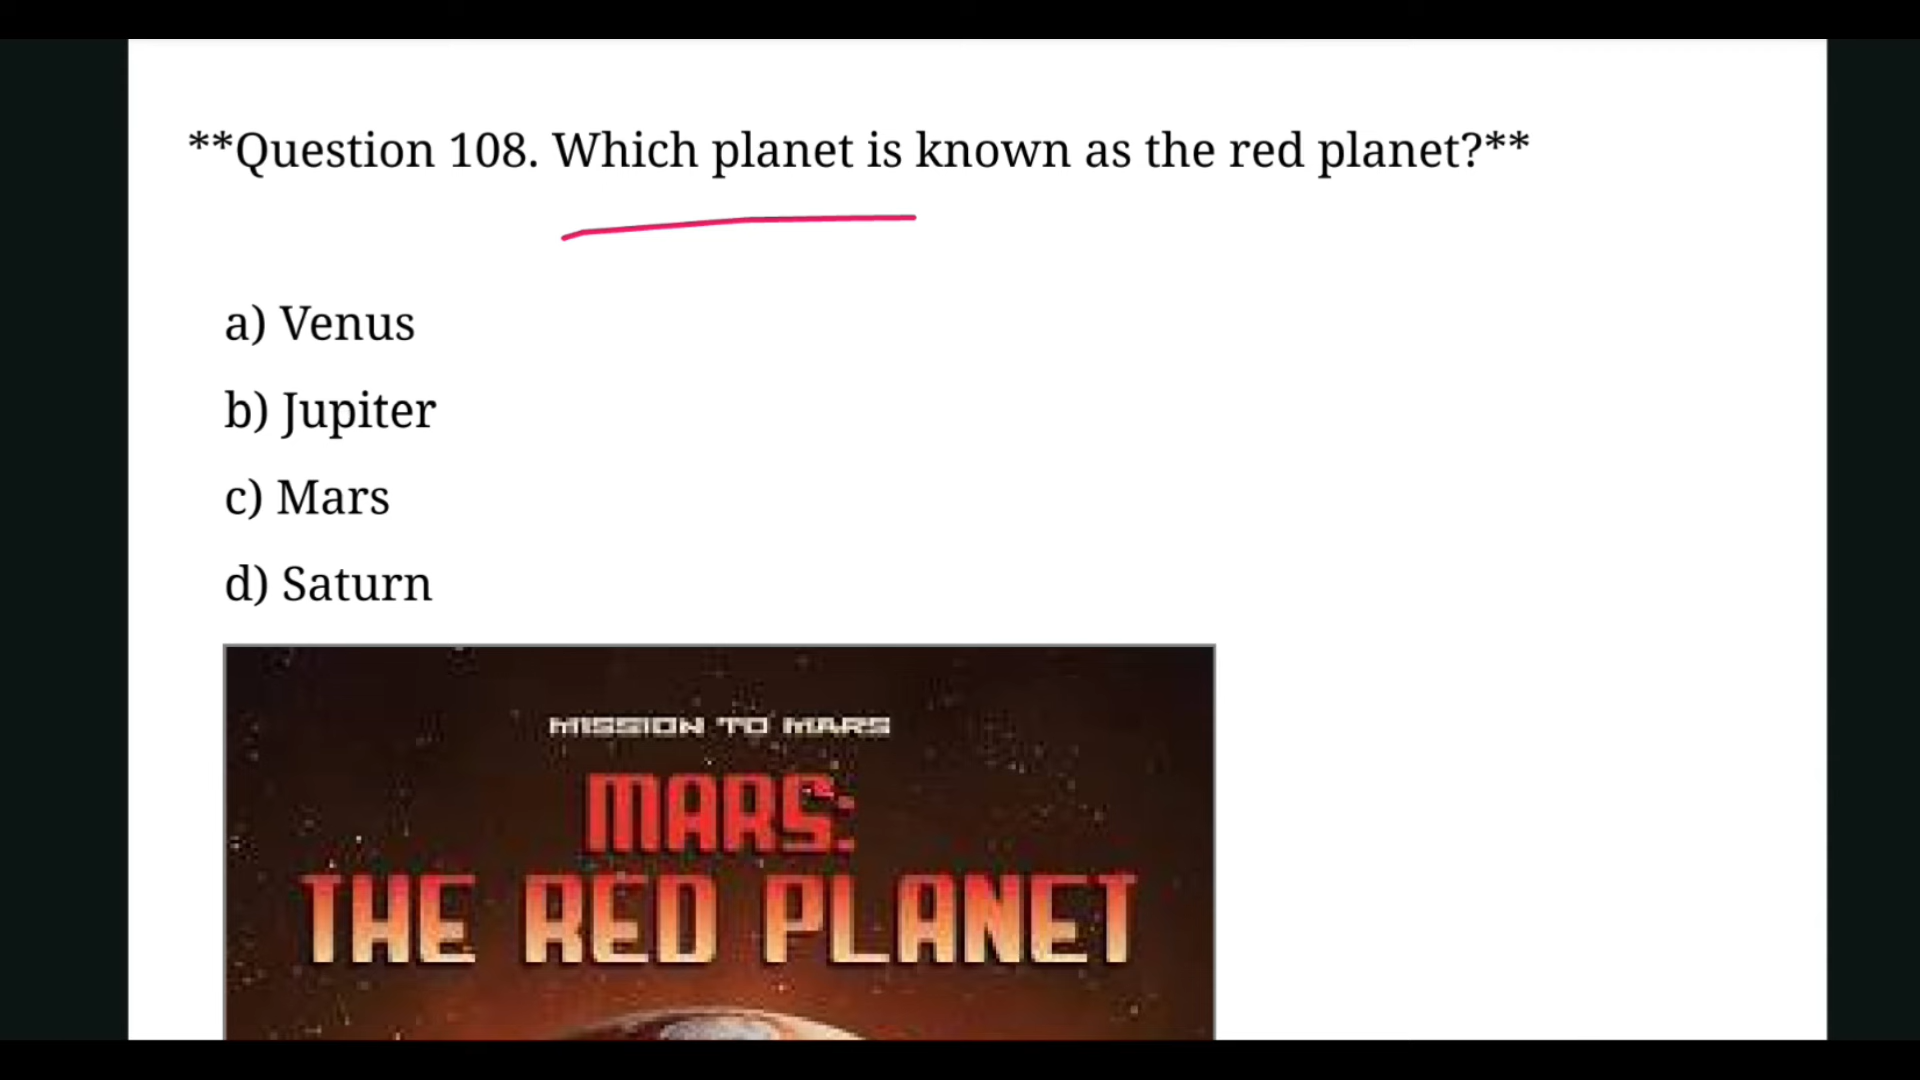 **Question 108. Which planet is known as the red planet?**
a) Venus
b) Jupiter
c) Mars
d) Saturn
MISSION TO MARS
MARS:
THE RED PLANET